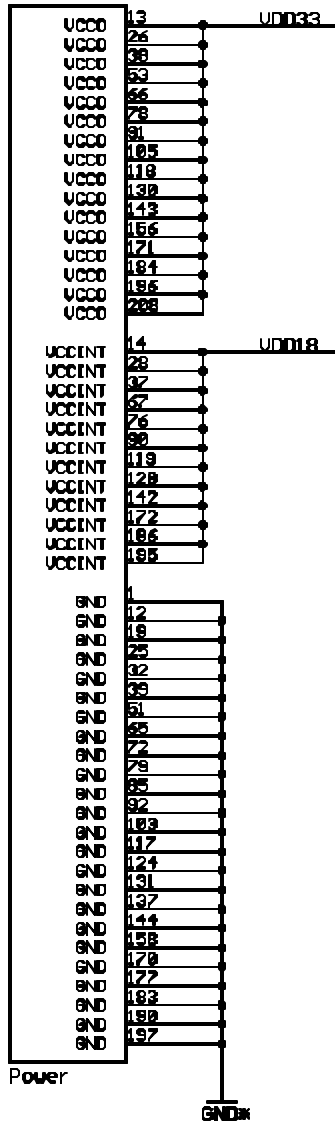 VCCO 13 VDD33
VCCO 26
VCCO 38
VCCO 53
VCCO 66
VCCO 78
VCCO 91
VCCO 105
VCCO 118
VCCO 130
VCCO 143
VCCO 156
VCCO 171
VCCO 184
VCCO 196
VCCO 208
VCCINT 14 VDD18
VCCINT 28
VCCINT 37
VCCINT 67
VCCINT 76
VCCINT 90
VCCINT 119
VCCINT 128
VCCINT 142
VCCINT 172
VCCINT 186
VCCINT 195
GND 1
GND 12
GND 19
GND 25
GND 32
GND 39
GND 51
GND 65
GND 72
GND 79
GND 85
GND 92
GND 103
GND 117
GND 124
GND 131
GND 137
GND 144
GND 158
GND 170
GND 177
GND 183
GND 190
GND 197
Power
GND*